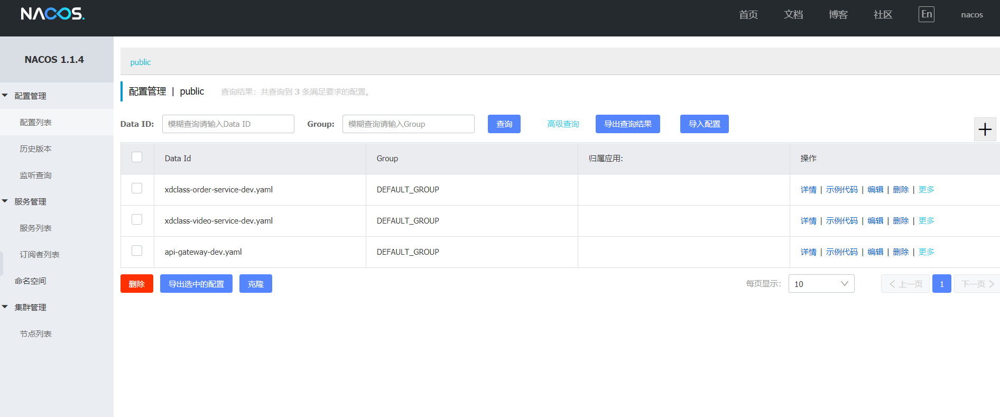 NACOS. 首页 文档 博客 社区 En nacos
NACOS 1.1.4
配置管理
配置列表
历史版本
监听查询
服务管理
服务列表
订阅者列表
命名空间
集群管理
节点列表
public
配置管理 | public 查询结果：共查询到 3 条满足要求的配置。
Data ID: 模糊查询请输入Data ID Group: 模糊查询请输入Group 查询 高级查询 导出查询结果 导入配置
Data Id Group 归属应用: 操作
xdclass-order-service-dev.yaml DEFAULT_GROUP 详情 | 示例代码 | 编辑 | 删除 | 更多
xdclass-video-service-dev.yaml DEFAULT_GROUP 详情 | 示例代码 | 编辑 | 删除 | 更多
api-gateway-dev.yaml DEFAULT_GROUP 详情 | 示例代码 | 编辑 | 删除 | 更多
删除 导出选中的配置 克隆 每页显示: 10 上一页 1 下一页